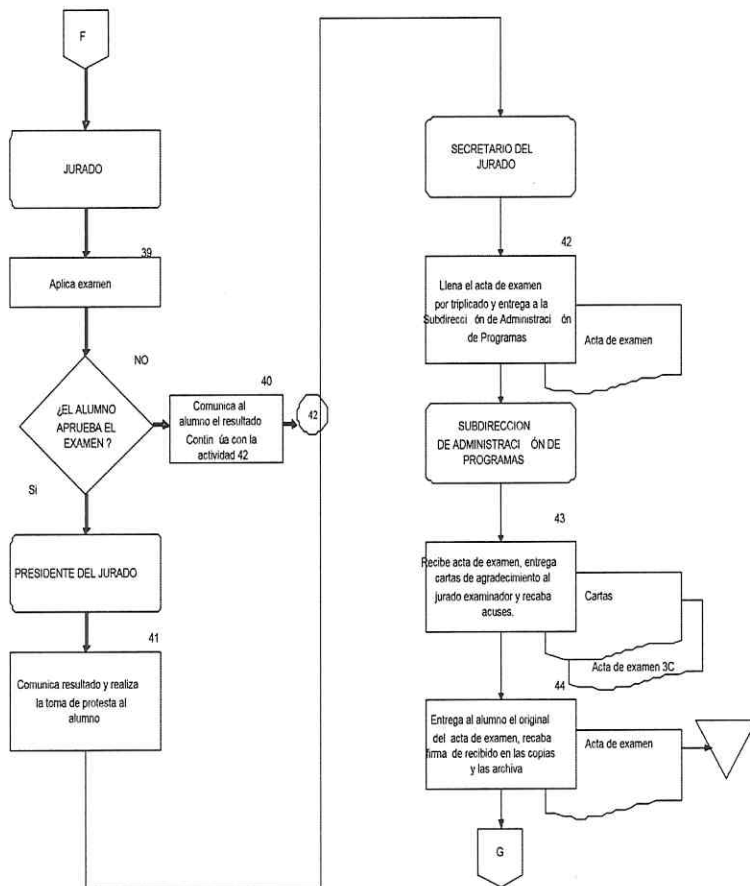 F
JURADO
39
Aplica examen
NO
¿EL ALUMNO
APRUEBA EL
EXAMEN ?
40
Comunica al
alumno el resultado
Contin úa con la
actividad 42
42
Si
PRESIDENTE DEL JURADO
41
Comunica resultado y realiza
la toma de protesta al
alumno
SECRETARIO DEL
JURADO
42
Llena el acta de examen
por triplicado y entrega a la
Subdirecci ón de Administraci ón
de Programas
Acta de examen
SUBDIRECCION
DE ADMINISTRACI ÓN DE
PROGRAMAS
43
Recibe acta de examen, entrega
cartas de agradecimiento al
jurado examinador y recaba
acuses.
Cartas
Acta de examen 3C
44
Entrega al alumno el original
del acta de examen, recaba
firma de recibido en las copias
y las archiva
Acta de examen
G